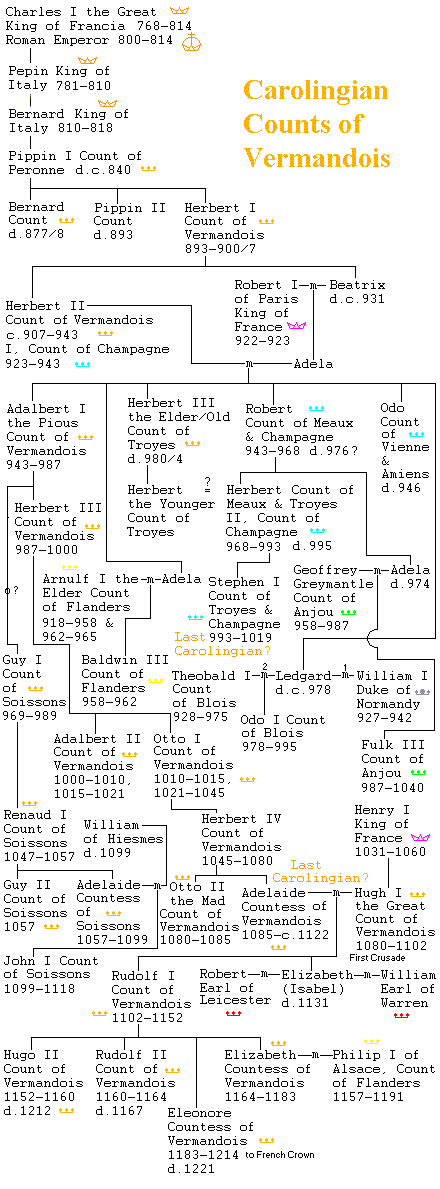 Charles I the Great
King of Francia 768-814
Roman Emperor 800-814
Carolingian
Counts of
Vermandois
Pepin King of
Italy 781-810
Bernard King of
Italy 810-818
Pippin I Count of
Peronne d.c.840
Bernard
Count
d.877/8
Pippin II
Count
d.893
Herbert I
Count of
Vermandois
893-900/7
Robert I
of Paris
King of
France
922-923
m
Beatrix
d.c.931
Herbert II
Count of Vermandois
c.907-943
I, Count of Champagne
923-943
m
Adela
Adalbert I
the Pious
Count of
Vermandois
943-987
Herbert III
the Elder/Old
Count of
Troyes
d.980/4
Robert
Count of Meaux
& Champagne
943-968 d.976?
Odo
Count
of
Vienne
&
Amiens
d.946
Herbert III
Count of
Vermandois
987-1000
Herbert
the Younger
Count of
Troyes
?
=
Herbert Count of
Meaux & Troyes
II, Count of
Champagne
968-993 d.995
o?
Arnulf I the
Elder Count
of Flanders
918-958 &
962-965
m
Adela
Stephen I
Count of
Troyes &
Champagne
993-1019
Last
Carolingian?
Geoffrey
Greymantle
Count of
Anjou
958-987
m
Adela
d.974
Guy I
Count
of
Soissons
969-989
Baldwin III
Count of
Flanders
958-962
Theobald I
Count
of Blois
928-975
2
m
Ledgard
d.c.978
1
m
William I
Duke of
Normandy
927-942
Odo I Count
of Blois
978-995
Adalbert II
Count of
Vermandois
1000-1010,
1015-1021
Otto I
Count of
Vermandois
1010-1015,
1021-1045
Fulk III
Count of
Anjou
987-1040
Renaud I
Count of
Soissons
1047-1057
William
of Hiesmes
d.1099
Herbert IV
Count of
Vermandois
1045-1080
Henry I
King of
France
1031-1060
Last
Carolingian?
Guy II
Count of
Soissons
1057
Adelaide
Countess
of
Soissons
1057-1099
m
Otto II
the Mad
Count of
Vermandois
1080-1085
Adelaide
Countess of
Vermandois
1085-c.1122
m
Hugh I
the Great
Count of
Vermandois
1080-1102
First Crusade
John I Count
of Soissons
1099-1118
Rudolf I
Count of
Vermandois
1102-1152
Robert
Earl of
Leicester
m
Elizabeth
(Isabel)
d.1131
m
William
Earl of
Warren
Hugo II
Count of
Vermandois
1152-1160
d.1212
Rudolf II
Count of
Vermandois
1160-1164
d.1167
Elizabeth
Countess of
Vermandois
1164-1183
m
Philip I of
Alsace, Count
of Flanders
1157-1191
Eleonore
Countess of
Vermandois
1183-1214 to French Crown
d.1221